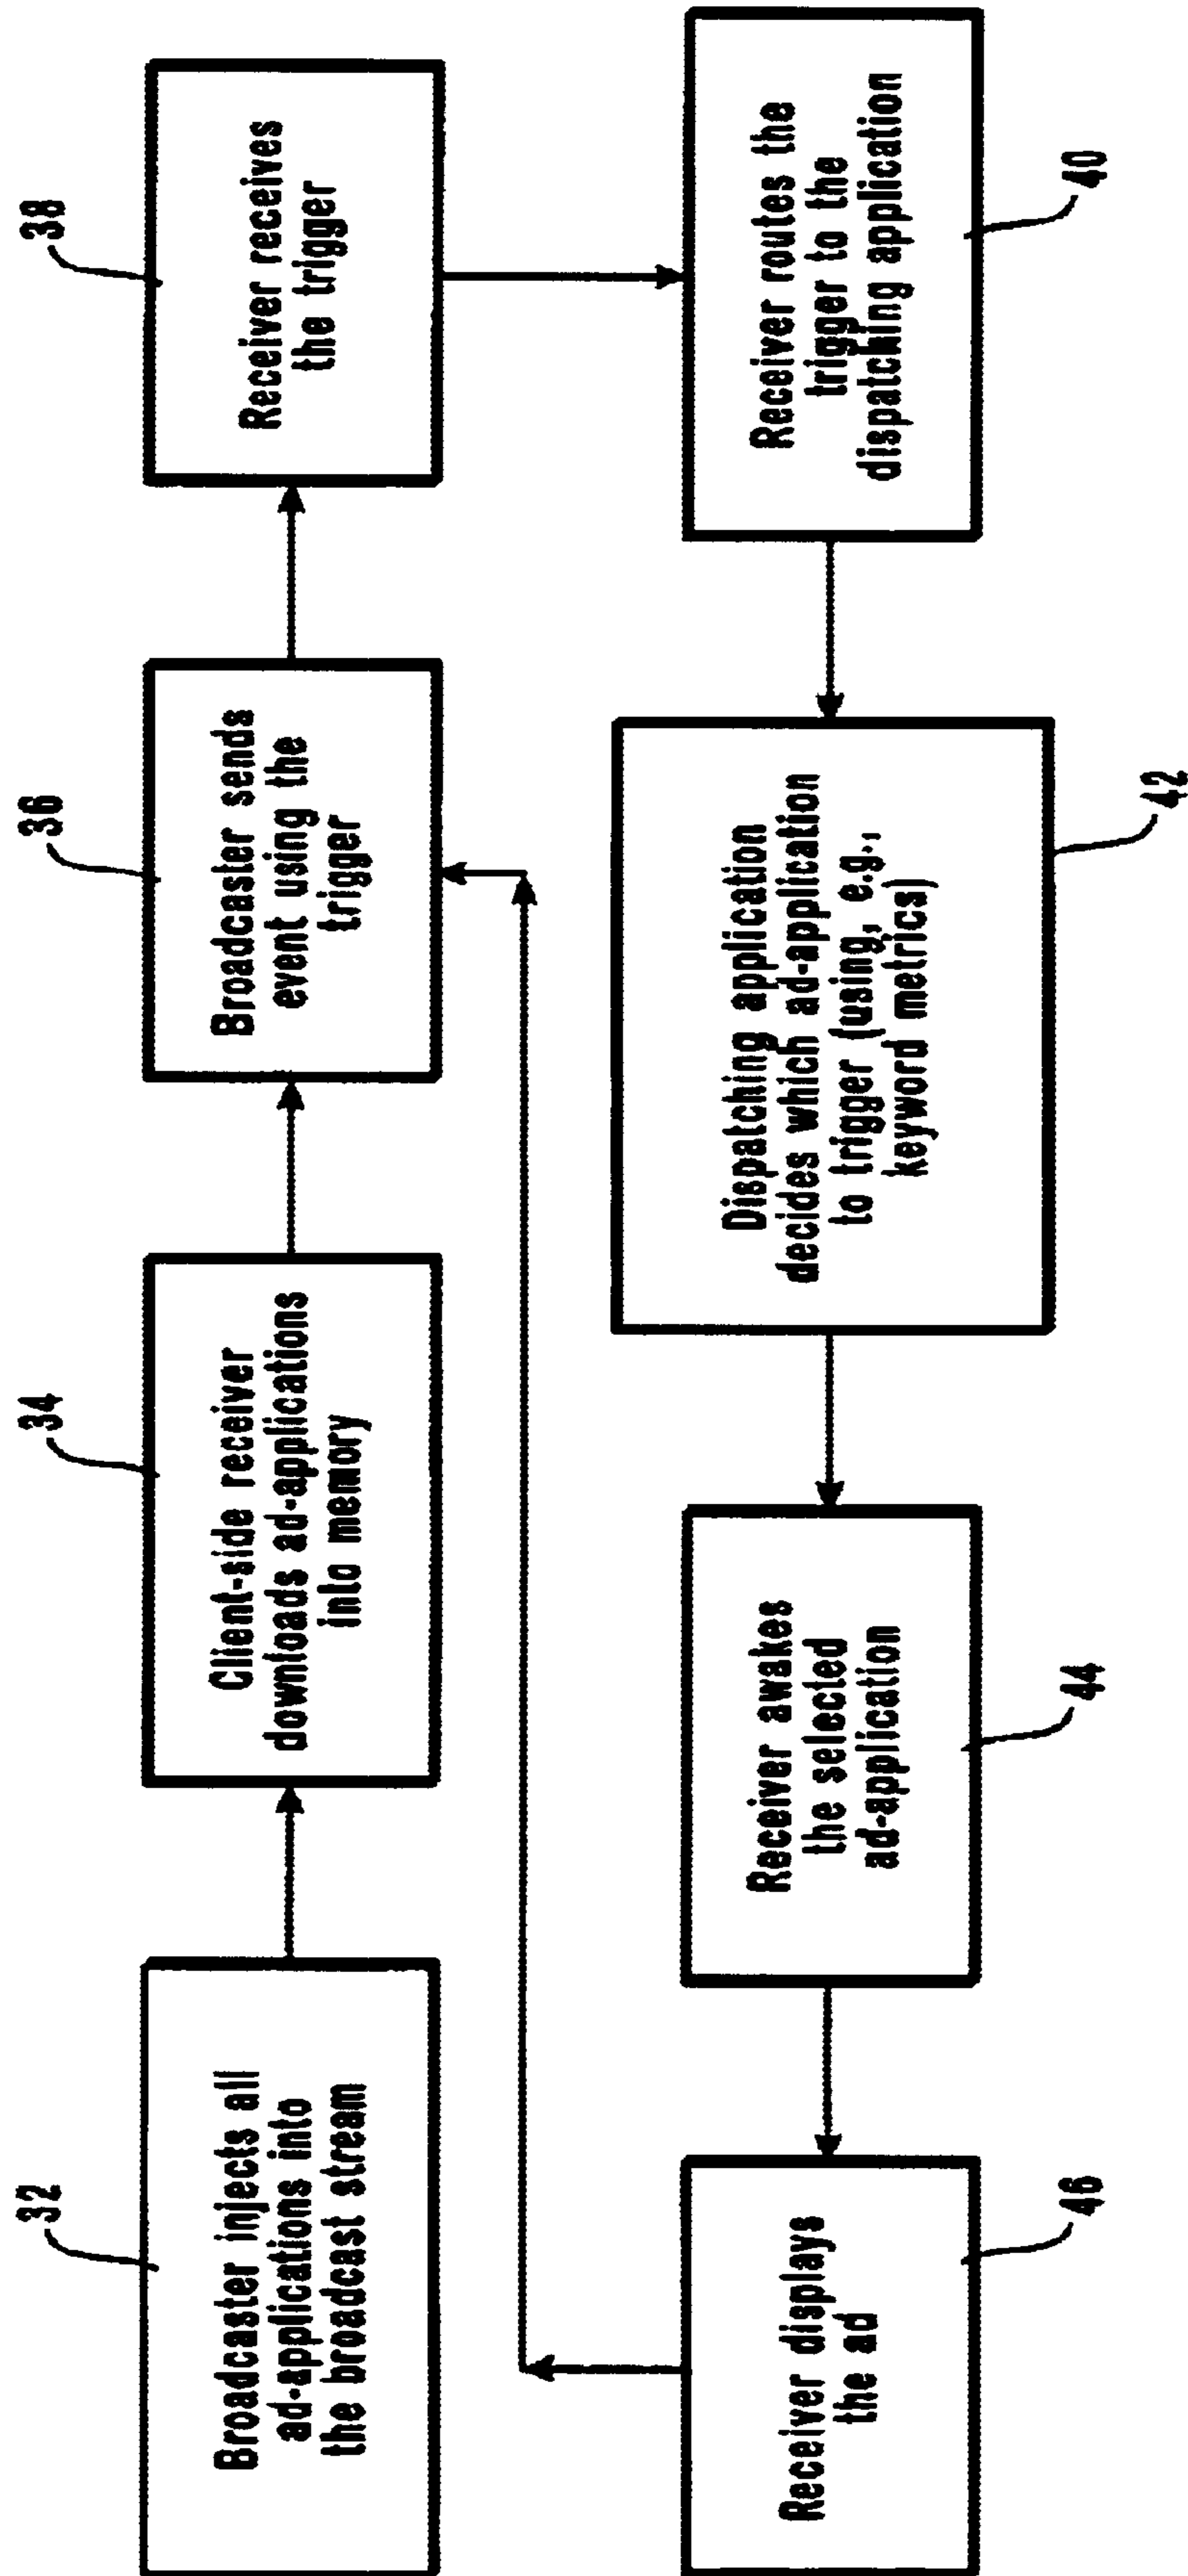 32
Broadcaster injects all
ad-applications into
the broadcast stream
34
Client-side receiver
downloads ad-applications
into memory
36
Broadcaster sends
event using the
trigger
38
Receiver receives
the trigger
Receiver routes the
trigger to the
dispatching application
40
Dispatching application
decides which ad-application
to trigger (using, e.g.,
keyword metrics)
42
Receiver awakes
the selected
ad-application
44
Receiver displays
the ad
46